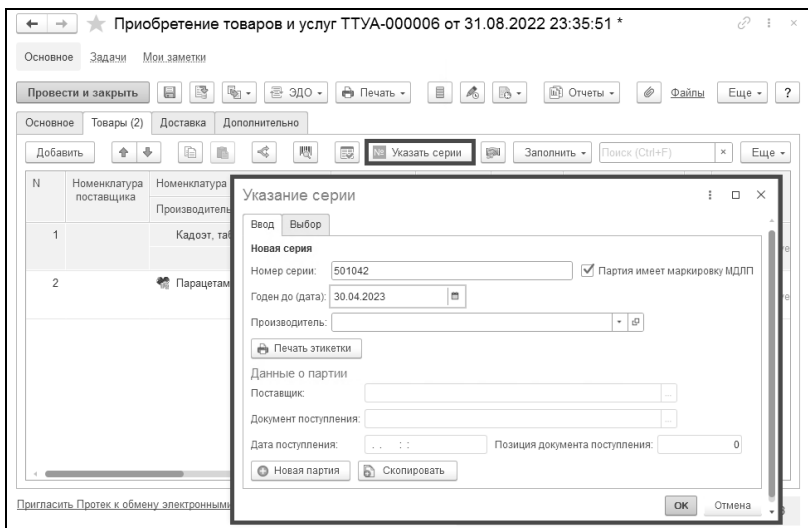 Приобретение товаров и услуг ТТУА-000006 от 31.08.2022 23:35:51 *
Основное Задачи Мои заметки
Провести и закрыть ЭДО Печать Отчеты Файлы Еще ?
Основное Товары (2) Доставка Дополнительно
Добавить Указать серии Заполнить Поиск (Ctrl+F) × Еще
N Номенклатура поставщика Номенклатура
Производитель
1 Кадоэт, таб
2 Парацетам
Указание серии
Ввод Выбор
Новая серия
Номер серии: 501042 Партия имеет маркировку МДЛП
Годен до (дата): 30.04.2023
Производитель:
Печать этикетки
Данные о партии
Поставщик:
Документ поступления:
Дата поступления: . . : : Позиция документа поступления: 0
Новая партия Скопировать
Пригласить Протек к обмену электронными
ОК Отмена